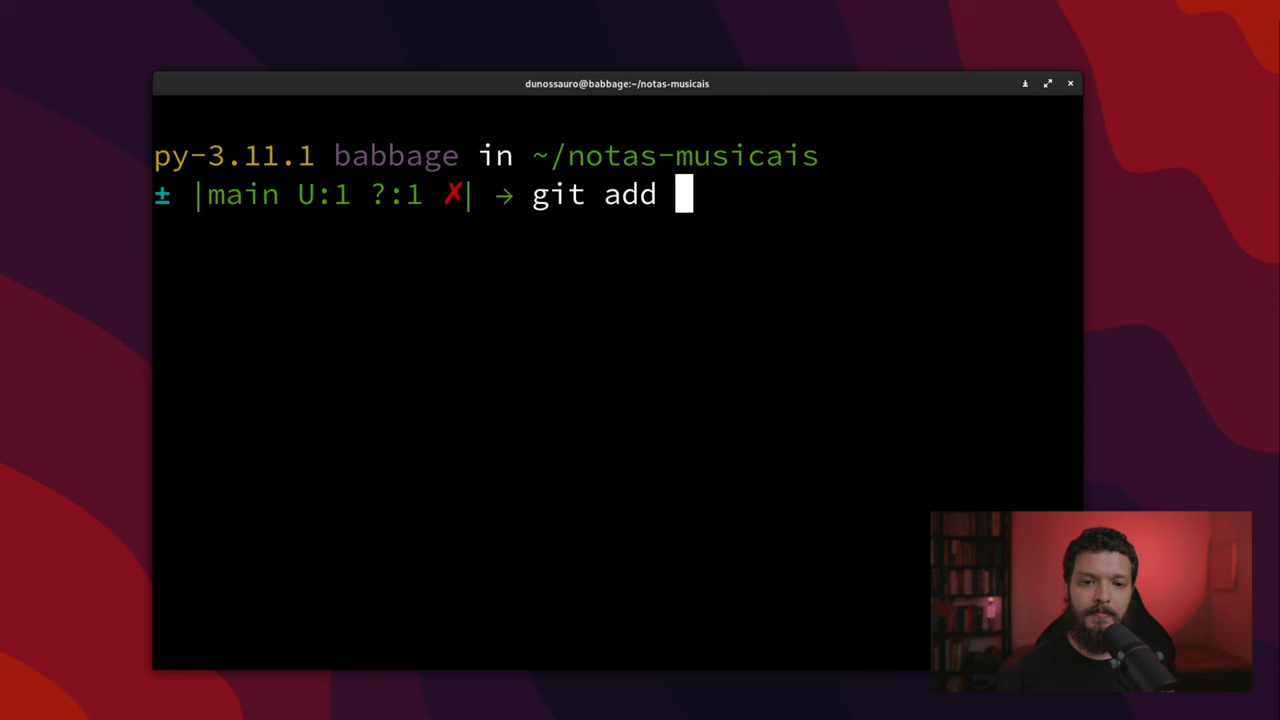 dunossauro@babbage:~/notas-musicais
py-3.11.1 babbage in ~/notas-musicais
± |main U:1 ?:1 ✗| → git add